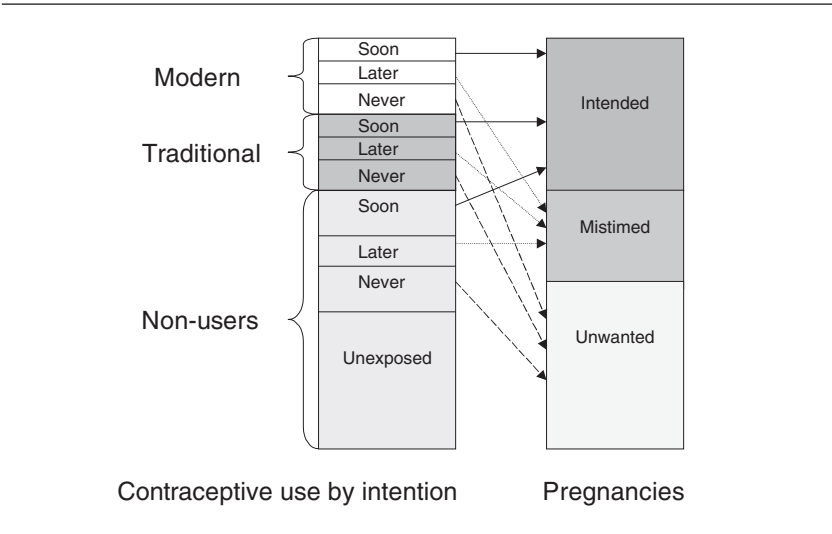 Modern
Soon
Later
Never
Traditional
Soon
Later
Never
Non-users
Soon
Later
Never
Unexposed
Intended
Mistimed
Unwanted
Contraceptive use by intention
Pregnancies